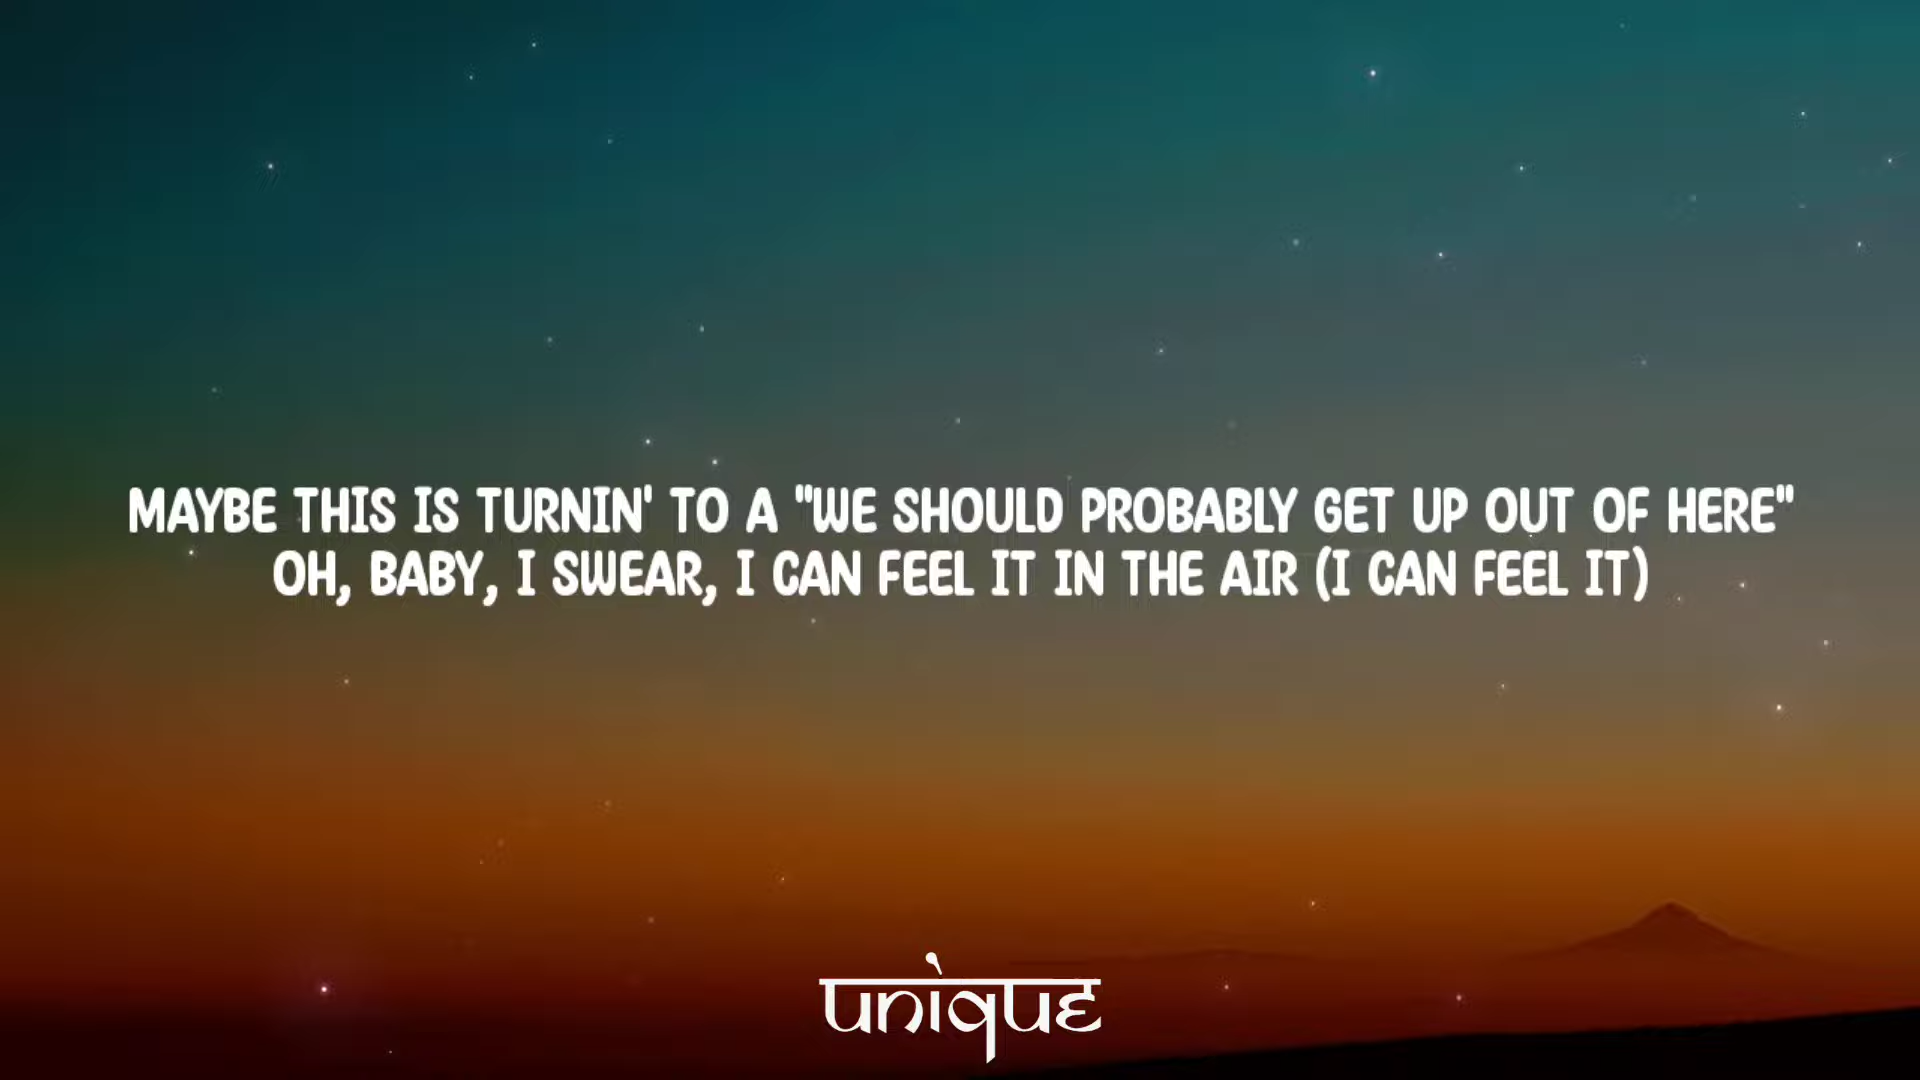 MAYBE THIS IS TURNIN' TO A "WE SHOULD PROBABLY GET UP OUT OF HERE"
OH, BABY, I SWEAR, I CAN FEEL IT IN THE AIR (I CAN FEEL IT)
unique